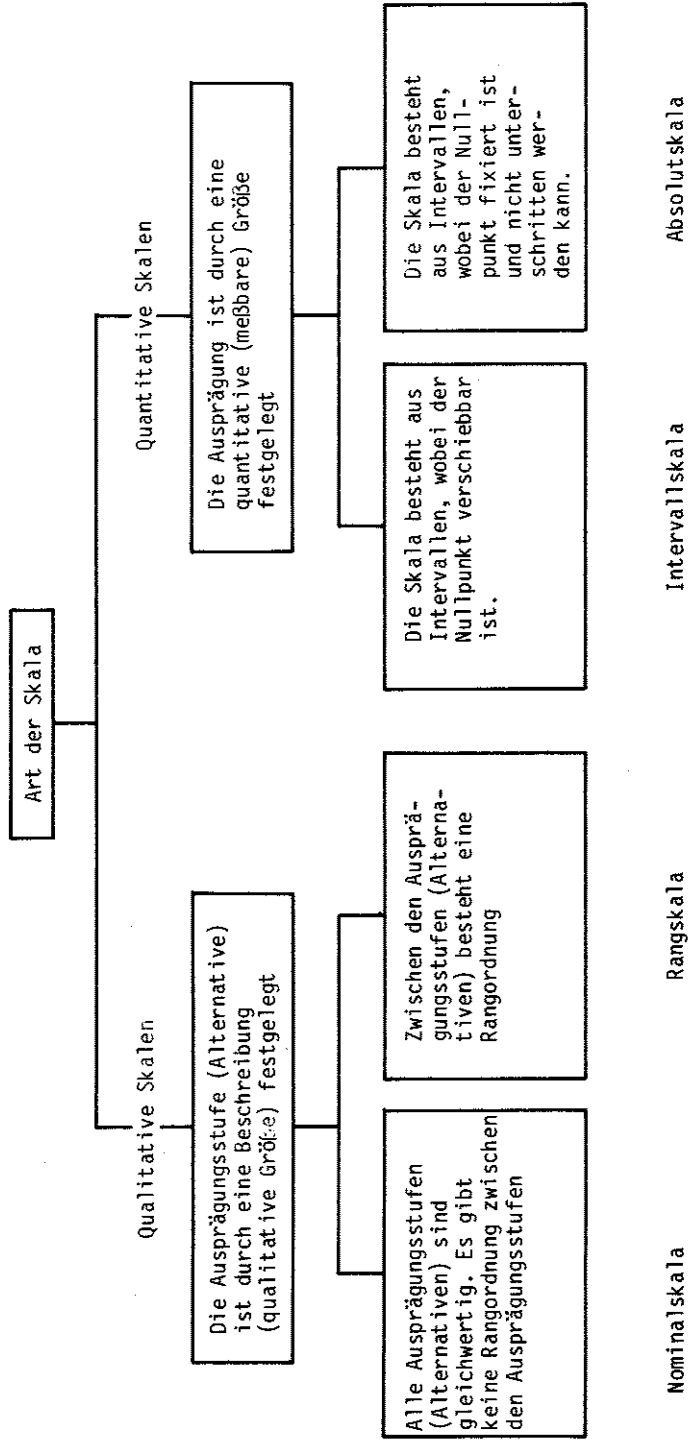 Art der Skala
Qualitative Skalen
Quantitative Skalen
Die Ausprägungsstufe (Alternative)
ist durch eine Beschreibung
(qualitative Größe) festgelegt
Die Ausprägung ist durch eine
quantitative (meßbare) Größe
festgelegt
Alle Ausprägungsstufen
(Alternativen) sind
gleichwertig. Es gibt
keine Rangordnung zwischen
den Ausprägungsstufen
Zwischen den Ausprä-
gungsstufen (Alterna-
tiven) besteht eine
Rangordnung
Die Skala besteht aus
Intervallen, wobei der
Nullpunkt verschiebbar
ist.
Die Skala besteht
aus Intervallen,
wobei der Null-
punkt fixiert ist
und nicht unter-
schritten wer-
den kann.
Nominalskala
Rangskala
Intervallskala
Absolutskala